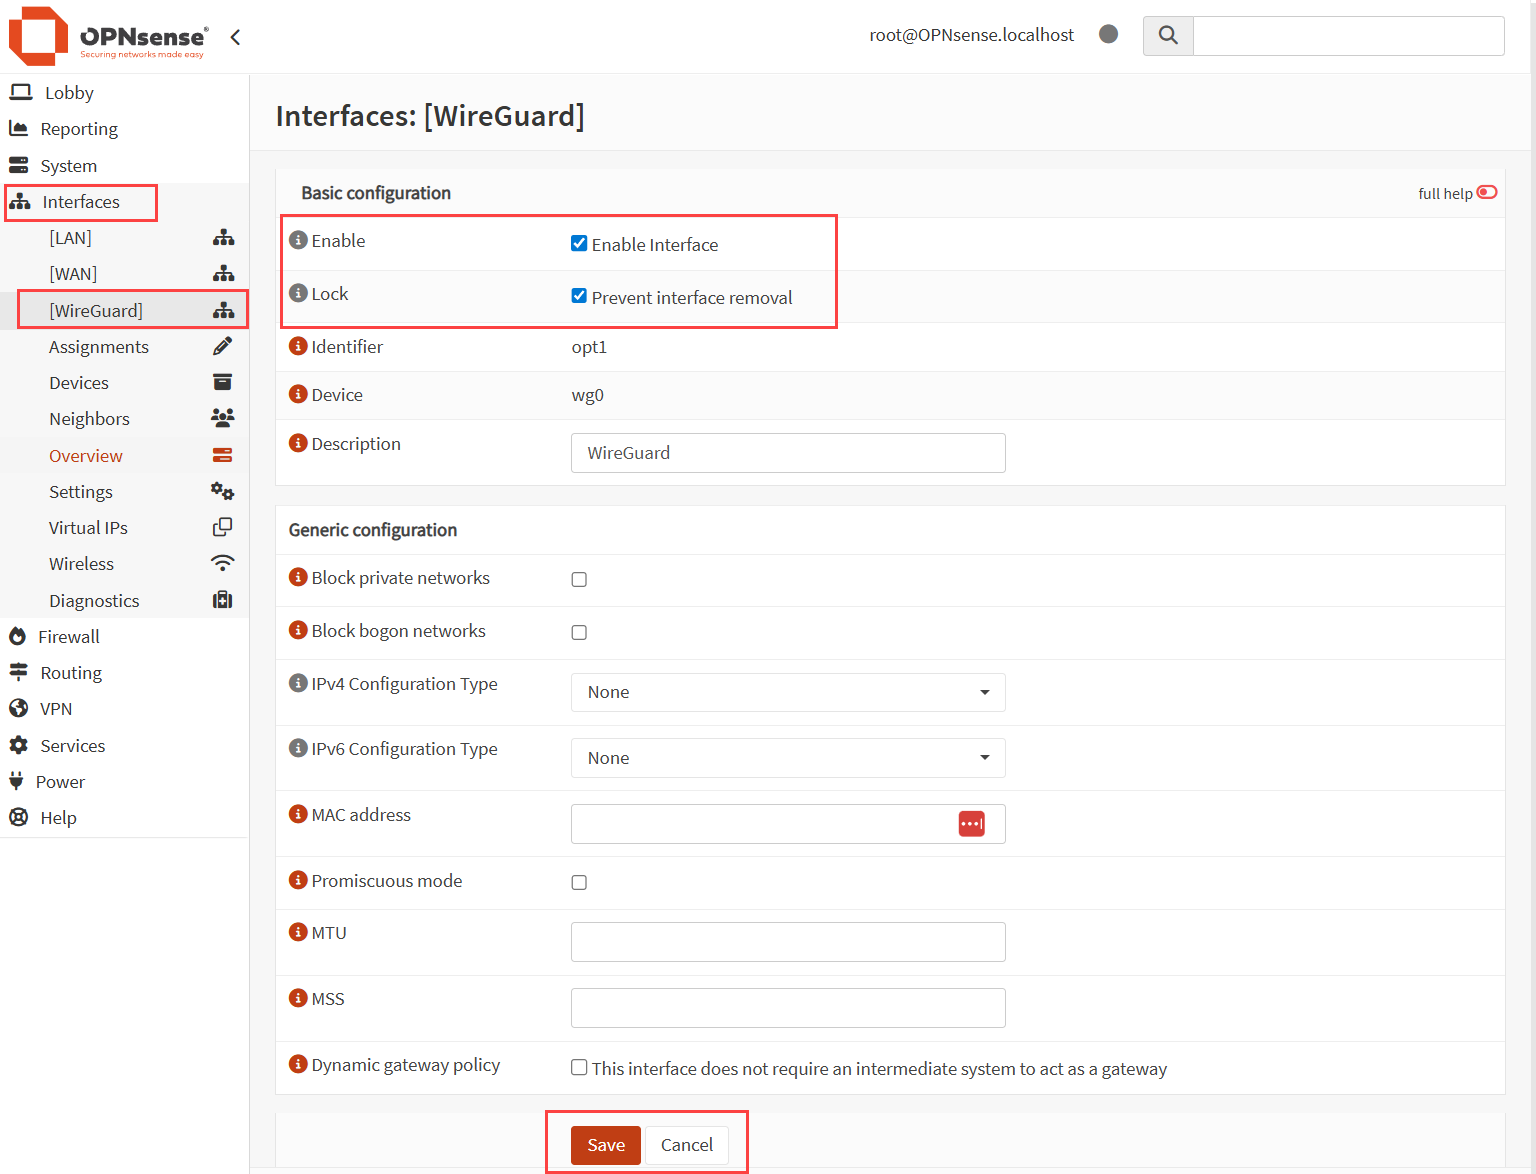 OPNsense®
Securing networks made easy
root@OPNsense.localhost
Lobby
Reporting
System
Interfaces
[LAN]
[WAN]
[WireGuard]
Assignments
Devices
Neighbors
Overview
Settings
Virtual IPs
Wireless
Diagnostics
Firewall
Routing
VPN
Services
Power
Help
Interfaces: [WireGuard]
Basic configuration
full help
Enable
Enable Interface
Lock
Prevent interface removal
Identifier
opt1
Device
wg0
Description
WireGuard
Generic configuration
Block private networks
Block bogon networks
IPv4 Configuration Type
None
IPv6 Configuration Type
None
MAC address
Promiscuous mode
MTU
MSS
Dynamic gateway policy
This interface does not require an intermediate system to act as a gateway
Save
Cancel